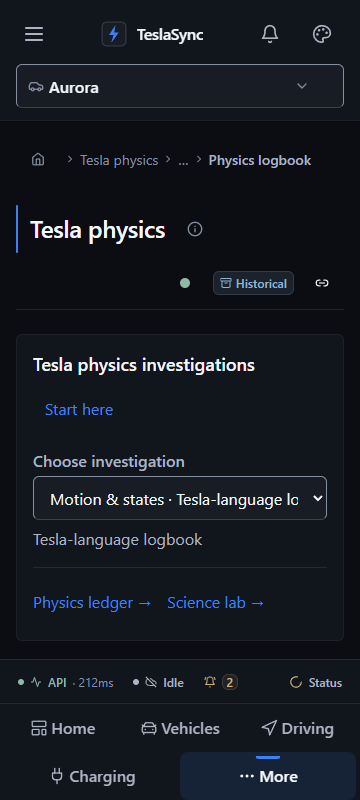 TeslaSync
Aurora
Tesla physics ... Physics logbook
Tesla physics
Historical
Tesla physics investigations
Start here
Choose investigation
Motion & states · Tesla-language lo
Tesla-language logbook
Physics ledger → Science lab →
API · 212ms Idle 2 Status
Home Vehicles Driving
Charging More